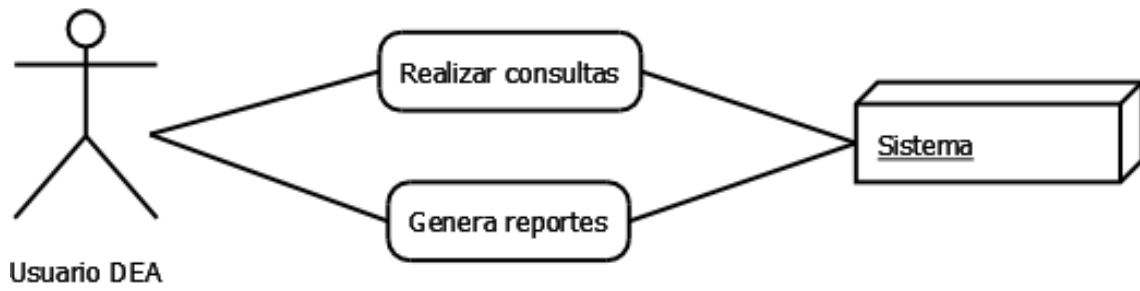 Realizar consultas
Sistema
Genera reportes
Usuario DEA